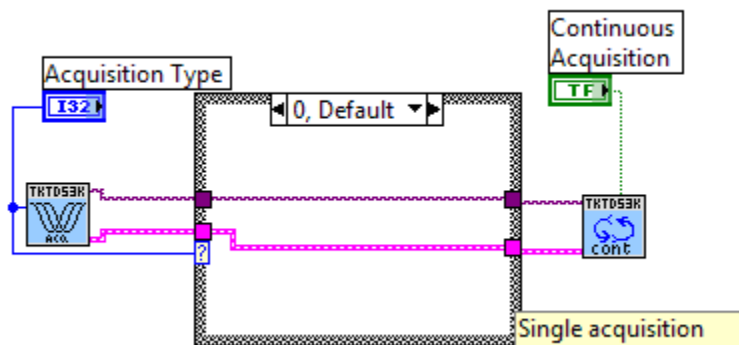 Continuous
Acquisition
Acquisition Type
I32
TF
0, Default
TKTDS3K
ACQ
?
TKTDS3K
cont
Single acquisition